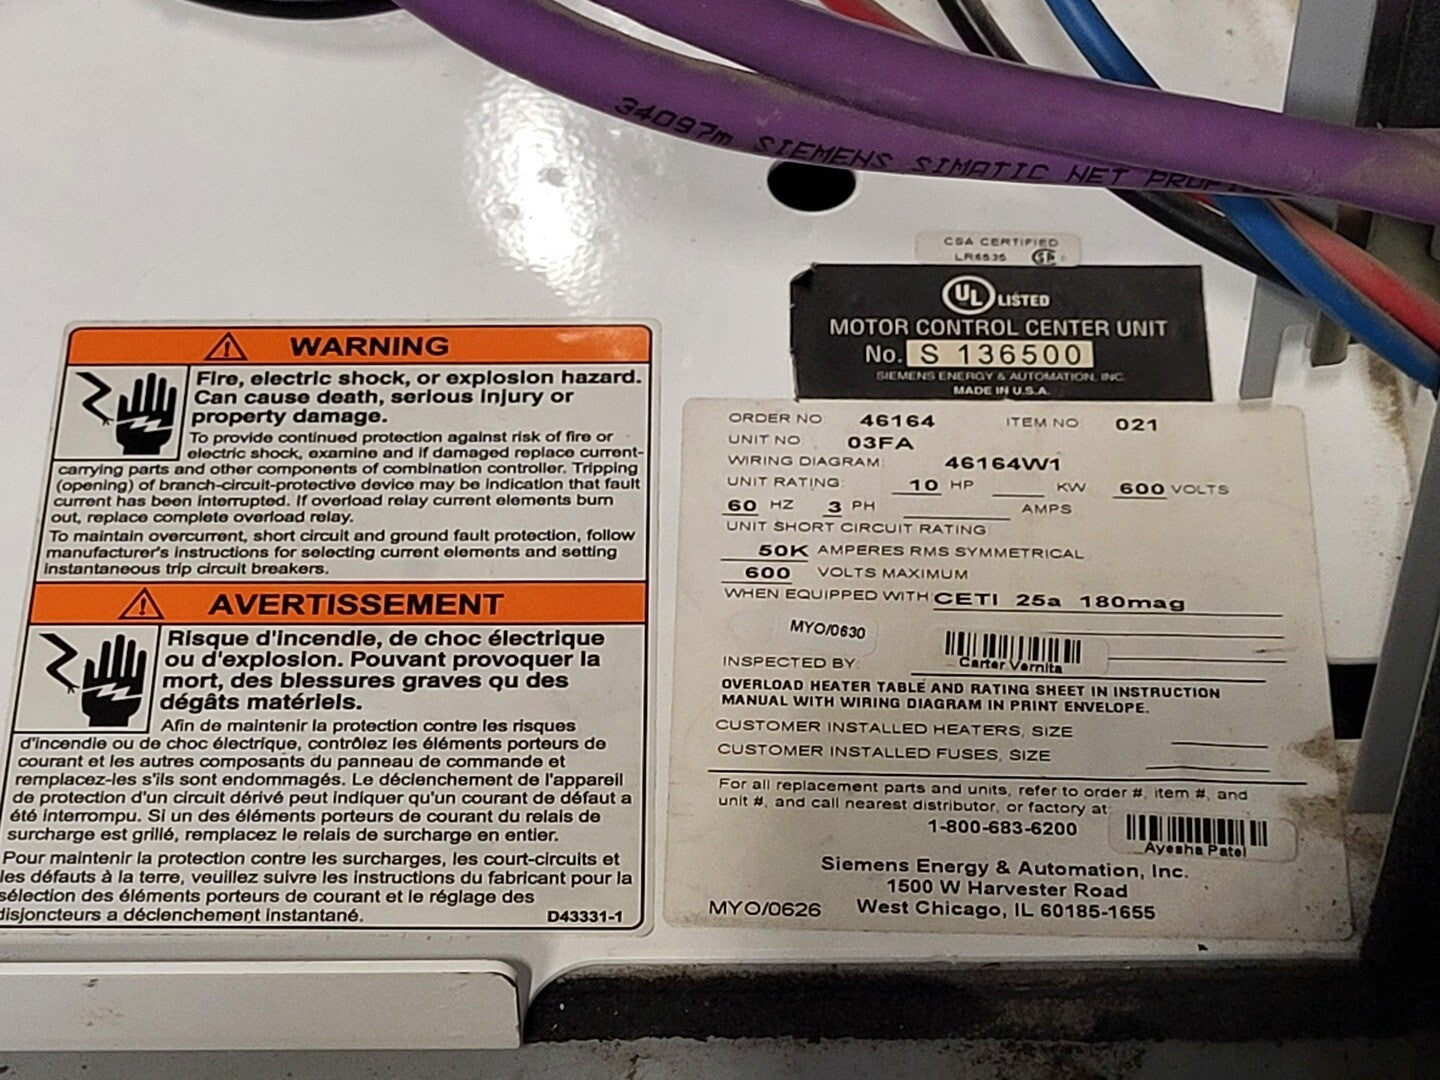 34097m SIEMENS SIMATIC NET
CSA CERTIFIED
LR6535
UL LISTED
MOTOR CONTROL CENTER UNIT
No. S 136500
SIEMENS ENERGY & AUTOMATION, INC.
MADE IN U.S.A.
WARNING
Fire, electric shock, or explosion hazard.
Can cause death, serious injury or
property damage.
To provide continued protection against risk of fire or
electric shock, examine and if damaged replace current-
carrying parts and other components of combination controller. Tripping
(opening) of branch-circuit-protective device may be indication that fault
current has been interrupted. If overload relay current elements burn
out, replace complete overload relay.
To maintain overcurrent, short circuit and ground fault protection, follow
manufacturer's instructions for selecting current elements and setting
instantaneous trip circuit breakers.
AVERTISSEMENT
Risque d'incendie, de choc électrique
ou d'explosion. Pouvant provoquer la
mort, des blessures graves qu des
dégâts matériels.
Afin de maintenir la protection contre les risques
d'incendie ou de choc électrique, contrôlez les éléments porteurs de
courant et les autres composants du panneau de commande et
remplacez-les s'ils sont endommagés. Le déclenchement de l'appareil
de protection d'un circuit dérivé peut indiquer qu'un courant de défaut a
été interrompu. Si un des éléments porteurs de courant du relais de
surcharge est grillé, remplacez le relais de surcharge en entier.
Pour maintenir la protection contre les surcharges, les court-circuits et
les défauts à la terre, veuillez suivre les instructions du fabricant pour la
sélection des éléments porteurs de courant et le réglage des
disjoncteurs a déclenchement instantané.
D43331-1
ORDER NO 46164 ITEM NO 021
UNIT NO 03FA
WIRING DIAGRAM: 46164W1
UNIT RATING: 10 HP KW 600 VOLTS
60 HZ 3 PH AMPS
UNIT SHORT CIRCUIT RATING
50K AMPERES RMS SYMMETRICAL
600 VOLTS MAXIMUM
WHEN EQUIPPED WITH: CETI 25a 180mag
MYO/0630
INSPECTED BY: Carter Vernita
OVERLOAD HEATER TABLE AND RATING SHEET IN INSTRUCTION
MANUAL WITH WIRING DIAGRAM IN PRINT ENVELOPE.
CUSTOMER INSTALLED HEATERS, SIZE
CUSTOMER INSTALLED FUSES, SIZE
For all replacement parts and units, refer to order #, item #, and
unit #, and call nearest distributor, or factory at:
1-800-683-6200
Ayesha Patel
Siemens Energy & Automation, Inc.
1500 W Harvester Road
MYO/0626 West Chicago, IL 60185-1655